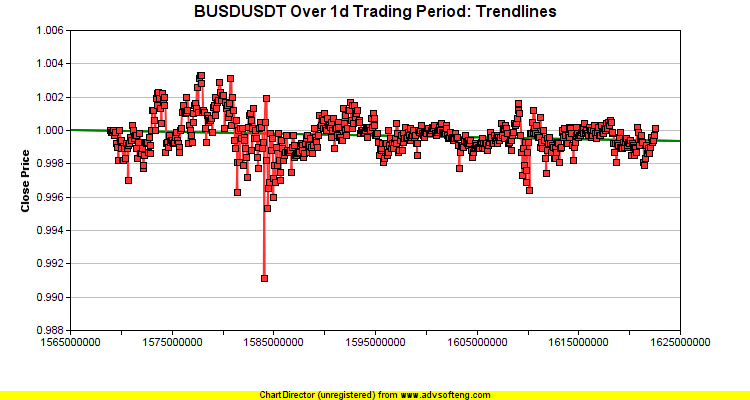 BUSDUSDT Over 1d Trading Period: Trendlines
1.006
1.004
1.002
1.000
0.998
0.996
0.994
0.992
0.990
0.988
Close Price
1565000000 1575000000 1585000000 1595000000 1605000000 1615000000 1625000000
ChartDirector (unregistered) from www.advsofteng.com